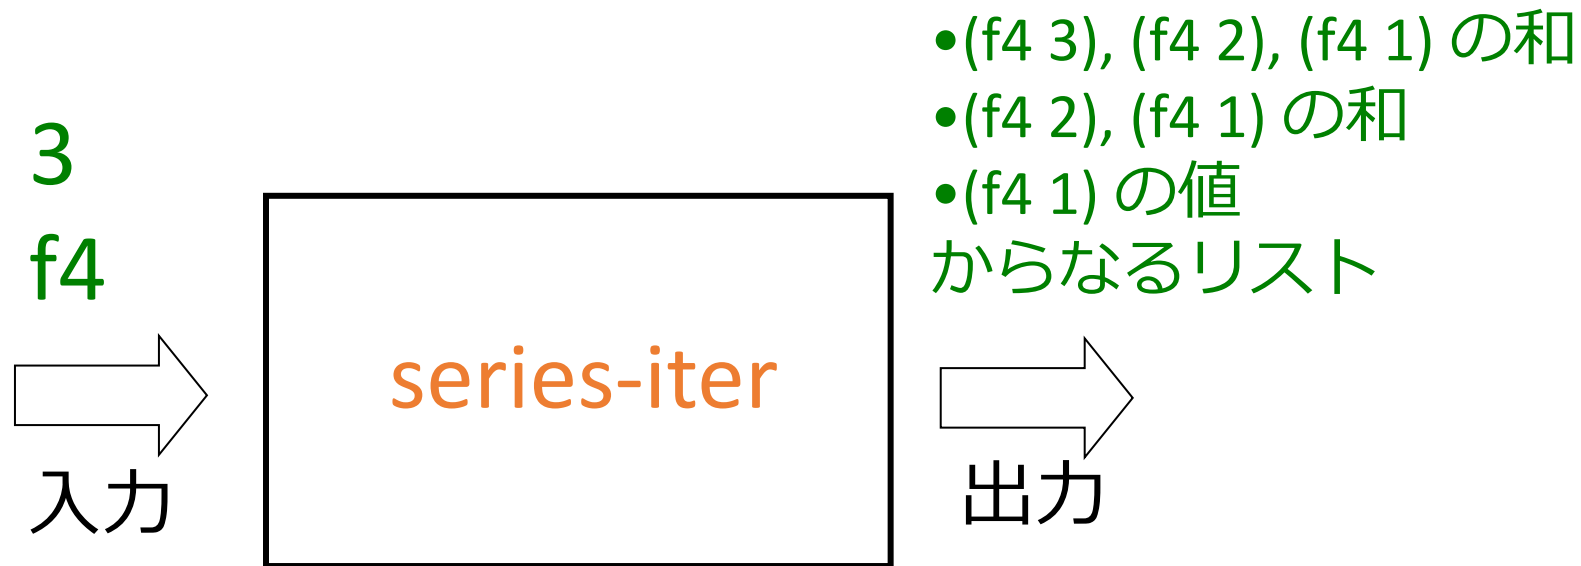 3
f4
入力
series-iter
•(f4 3), (f4 2), (f4 1) の和
•(f4 2), (f4 1) の和
•(f4 1) の値
からなるリスト
出力